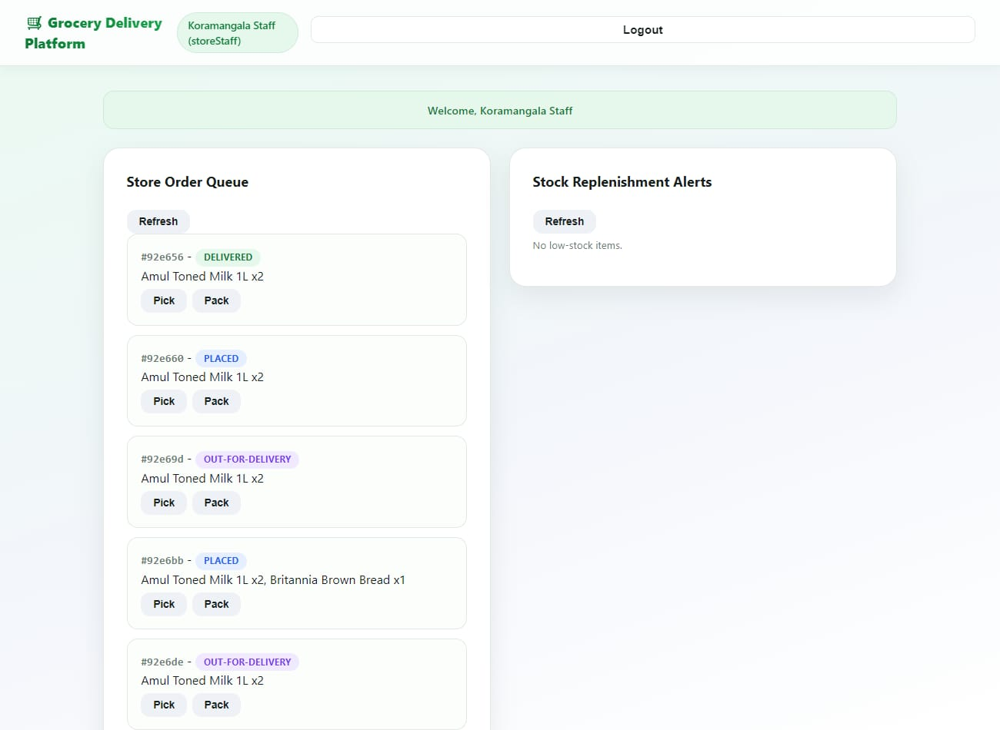 Grocery Delivery
Platform
Koramangala Staff
(storeStaff)
Logout
Welcome, Koramangala Staff
Store Order Queue
Refresh
#92e656 - DELIVERED
Amul Toned Milk 1L x2
Pick Pack
#92e660 - PLACED
Amul Toned Milk 1L x2
Pick Pack
#92e69d - OUT-FOR-DELIVERY
Amul Toned Milk 1L x2
Pick Pack
#92e6bb - PLACED
Amul Toned Milk 1L x2, Britannia Brown Bread x1
Pick Pack
#92e6de - OUT-FOR-DELIVERY
Amul Toned Milk 1L x2
Pick Pack
Stock Replenishment Alerts
Refresh
No low-stock items.